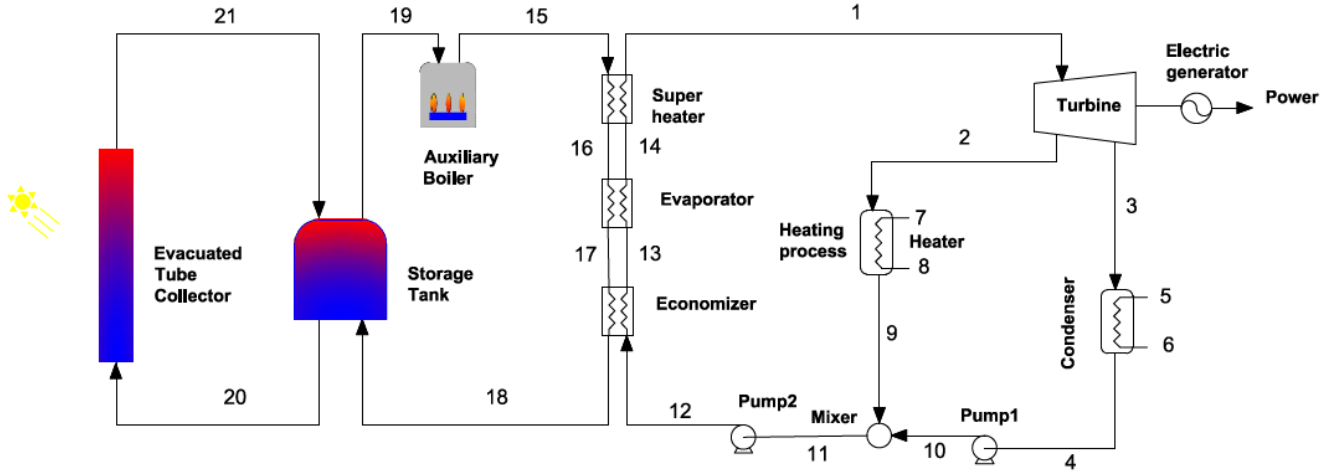 21
19
15
1
Electric
generator
Power
Turbine
Super
heater
16
14
2
Auxiliary
Boiler
Evaporator
3
7
Heating
process
Heater
8
17
13
Evacuated
Tube
Collector
Storage
Tank
Economizer
Condenser
5
6
9
20
18
12
Pump2
Mixer
Pump1
11
10
4